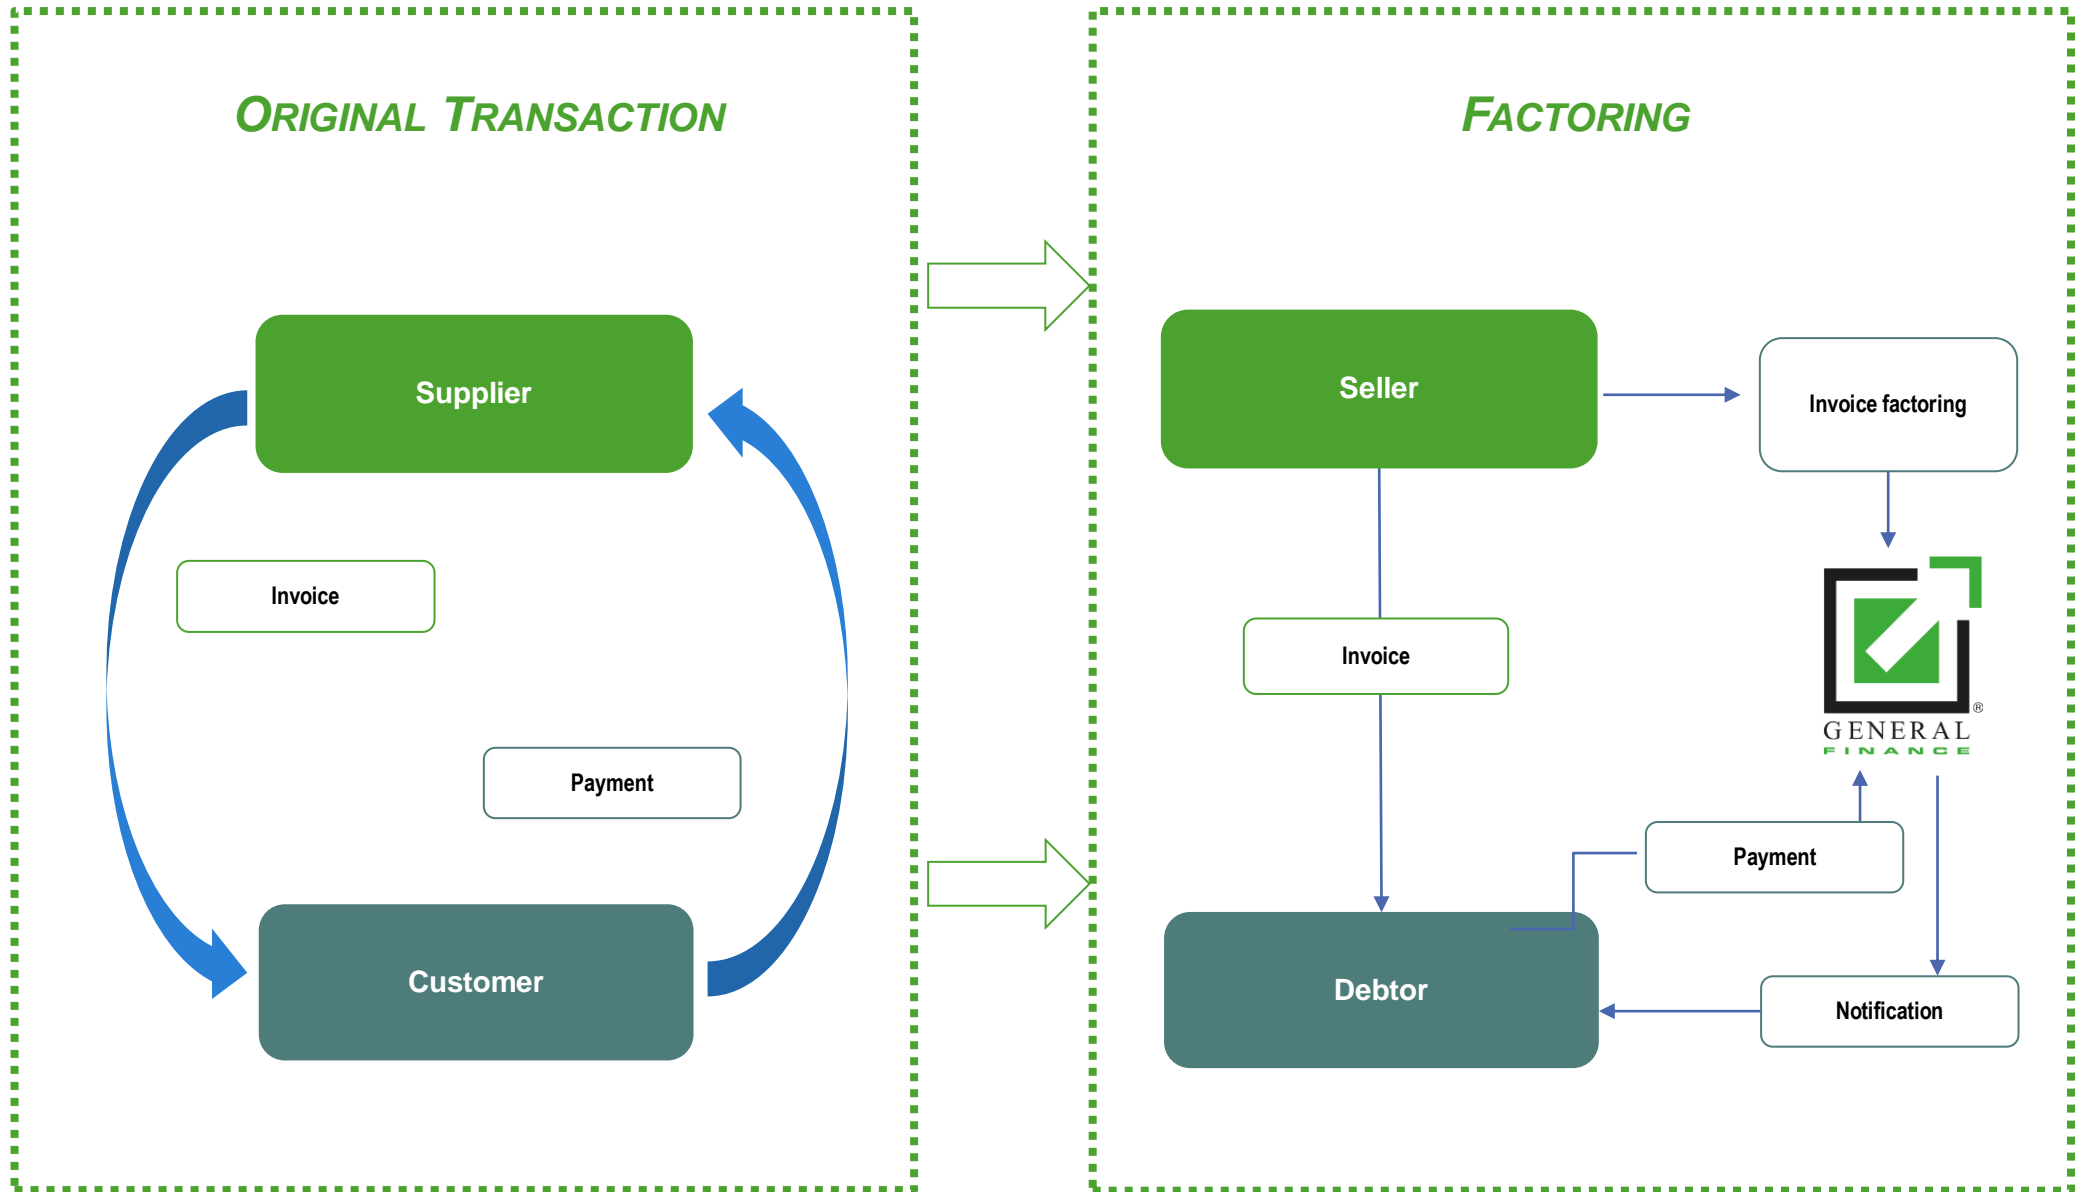 ORIGINAL TRANSACTION
Supplier
Invoice
Payment
Customer
FACTORING
Seller
Invoice factoring
Invoice
®
GENERAL
FINANCE
Payment
Debtor
Notification